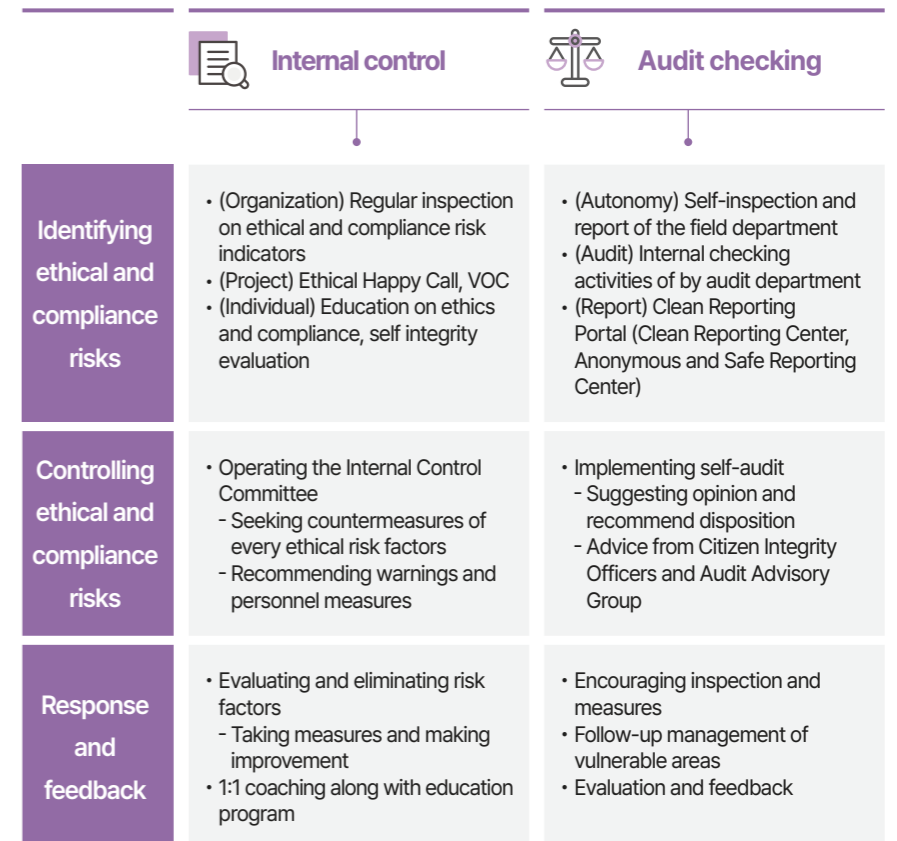 Internal control
Audit checking
Identifying
ethical and
compliance
risks
• (Organization) Regular inspection
on ethical and compliance risk
indicators
• (Project) Ethical Happy Call, VOC
• (Individual) Education on ethics
and compliance, self integrity
evaluation
• (Autonomy) Self-inspection and
report of the field department
• (Audit) Internal checking
activities of by audit department
• (Report) Clean Reporting
Portal (Clean Reporting Center,
Anonymous and Safe Reporting
Center)
Controlling
ethical and
compliance
risks
• Operating the Internal Control
Committee
- Seeking countermeasures of
every ethical risk factors
- Recommending warnings and
personnel measures
• Implementing self-audit
- Suggesting opinion and
recommend disposition
- Advice from Citizen Integrity
Officers and Audit Advisory
Group
Response
and
feedback
• Evaluating and eliminating risk
factors
- Taking measures and making
improvement
• 1:1 coaching along with education
program
• Encouraging inspection and
measures
• Follow-up management of
vulnerable areas
• Evaluation and feedback